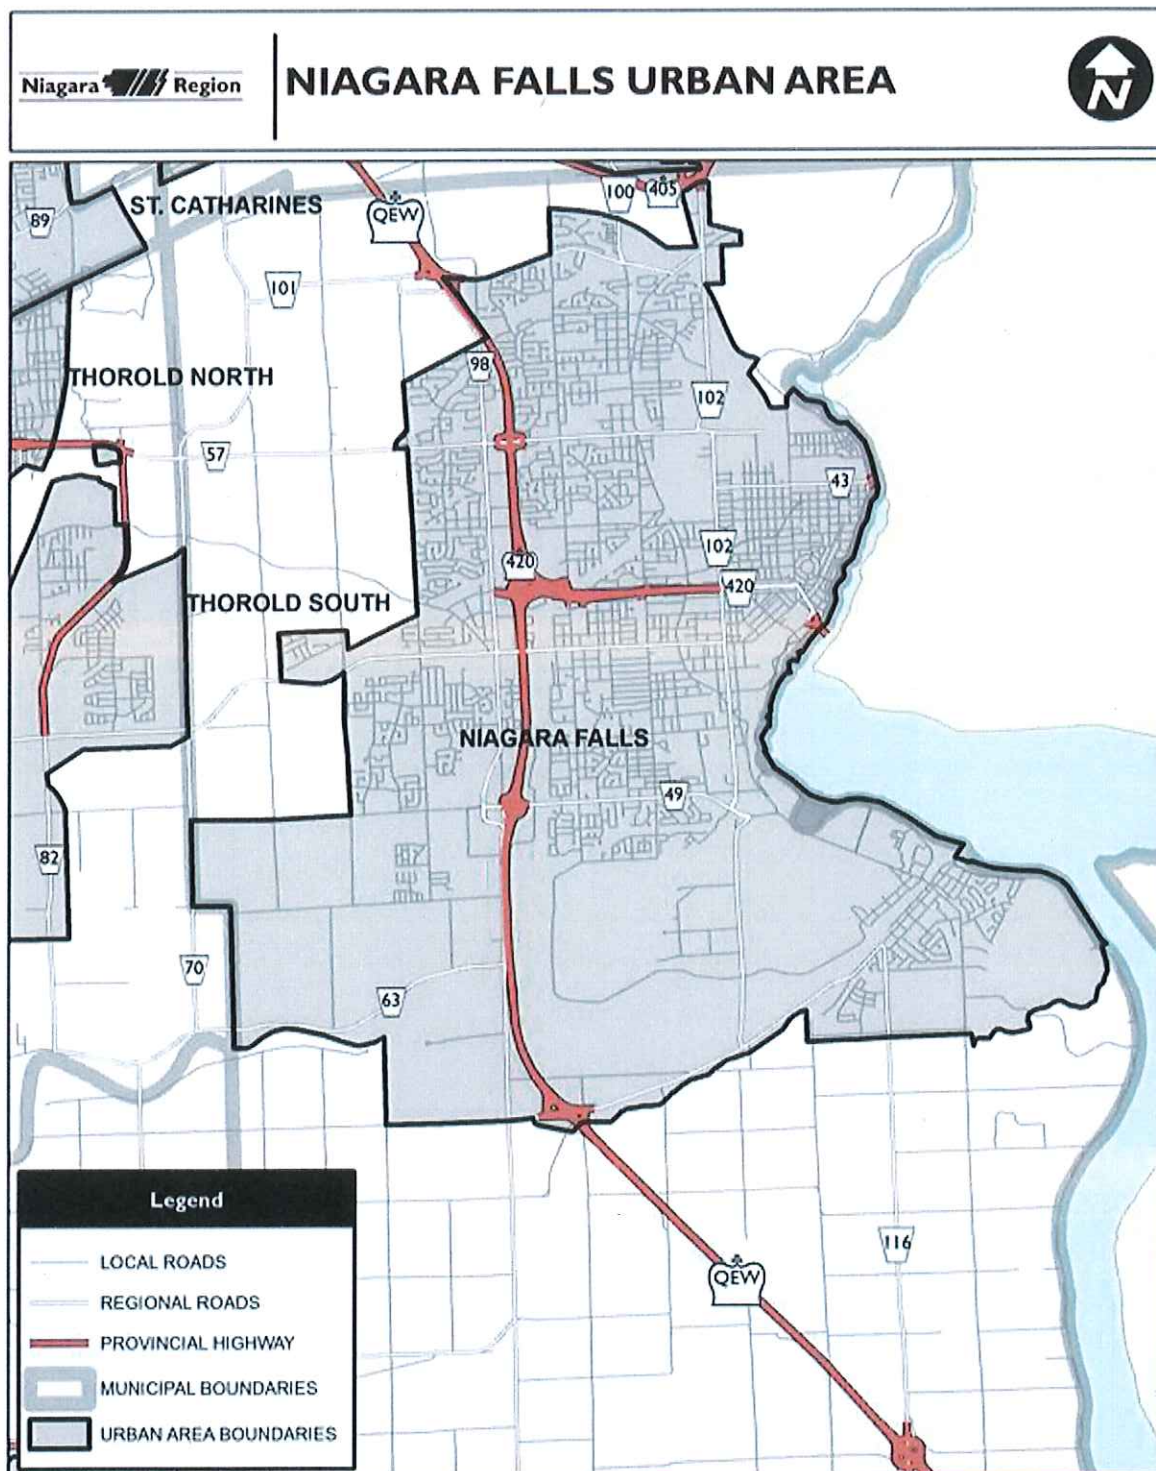 Niagara Region
NIAGARA FALLS URBAN AREA
N
ST. CATHARINES
89
QEW
100
405
101
THOROLD NORTH
98
102
57
43
102
420
420
THOROLD SOUTH
NIAGARA FALLS
49
82
70
63
116
QEW
Legend
LOCAL ROADS
REGIONAL ROADS
PROVINCIAL HIGHWAY
MUNICIPAL BOUNDARIES
URBAN AREA BOUNDARIES